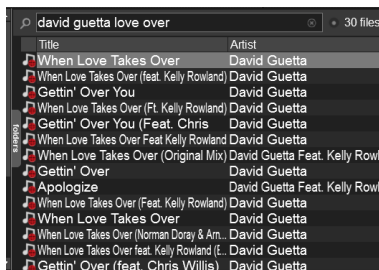 david guetta love over 30 files
Title Artist
When Love Takes Over David Guetta
When Love Takes Over (feat. Kelly Rowland) David Guetta
Gettin' Over You David Guetta
When Love Takes Over (Ft. Kelly Rowland) David Guetta
Gettin' Over You (Feat. Chris David Guetta
folders
When Love Takes Over Feat Kelly Rowland David Guetta
When Love Takes Over (Original Mix) David Guetta Feat. Kelly Rowl
Gettin' Over David Guetta
Apologize David Guetta Feat. Kelly Rowl
When Love Takes Over (Feat. Kelly Rowland) David Guetta
When Love Takes Over David Guetta
When Love Takes Over (Norman Doray & Arn... David Guetta
When Love Takes Over feat. Kelly Rowland (E... David Guetta
Gettin' Over (feat. Chris Willis) David Guetta